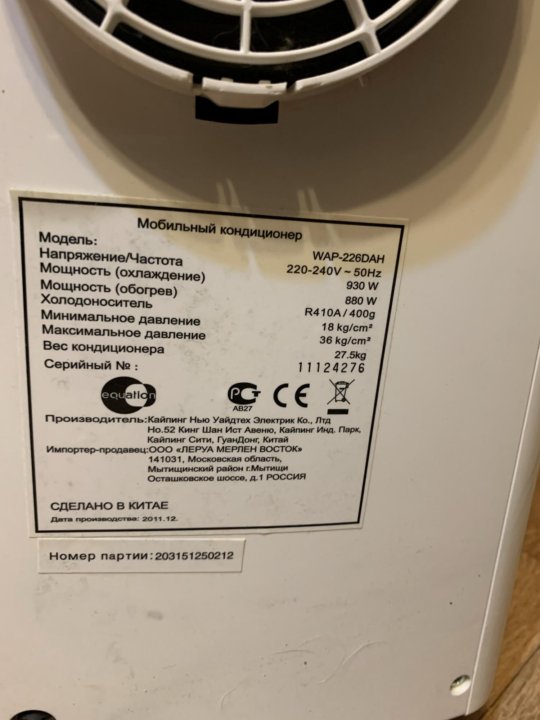 Мобильный кондиционер
Модель: WAP-226DAH
Напряжение/Частота 220-240V ~ 50Hz
Мощность (охлаждение) 930 W
Мощность (обогрев) 880 W
Холодоноситель R410A / 400g
Минимальное давление 18 kg/cm²
Максимальное давление 36 kg/cm²
Вес кондиционера 27.5kg
Серийный № : 11124276
equation
РСТ CE
АВ27
Производитель:Кайпинг Нью Уайдтех Электрик Ко., Лтд
Но.52 Кинг Шан Ист Авеню, Кайпинг Инд. Парк,
Кайпинг Сити, ГуанДонг, Китай
Импортер-продавец:ООО «ЛЕРУА МЕРЛЕН ВОСТОК»
141031, Московская область,
Мытищинский район г.Мытищи
Осташковское шоссе, д.1 РОССИЯ
СДЕЛАНО В КИТАЕ
Дата производства: 2011.12.
Номер партии: 203151250212